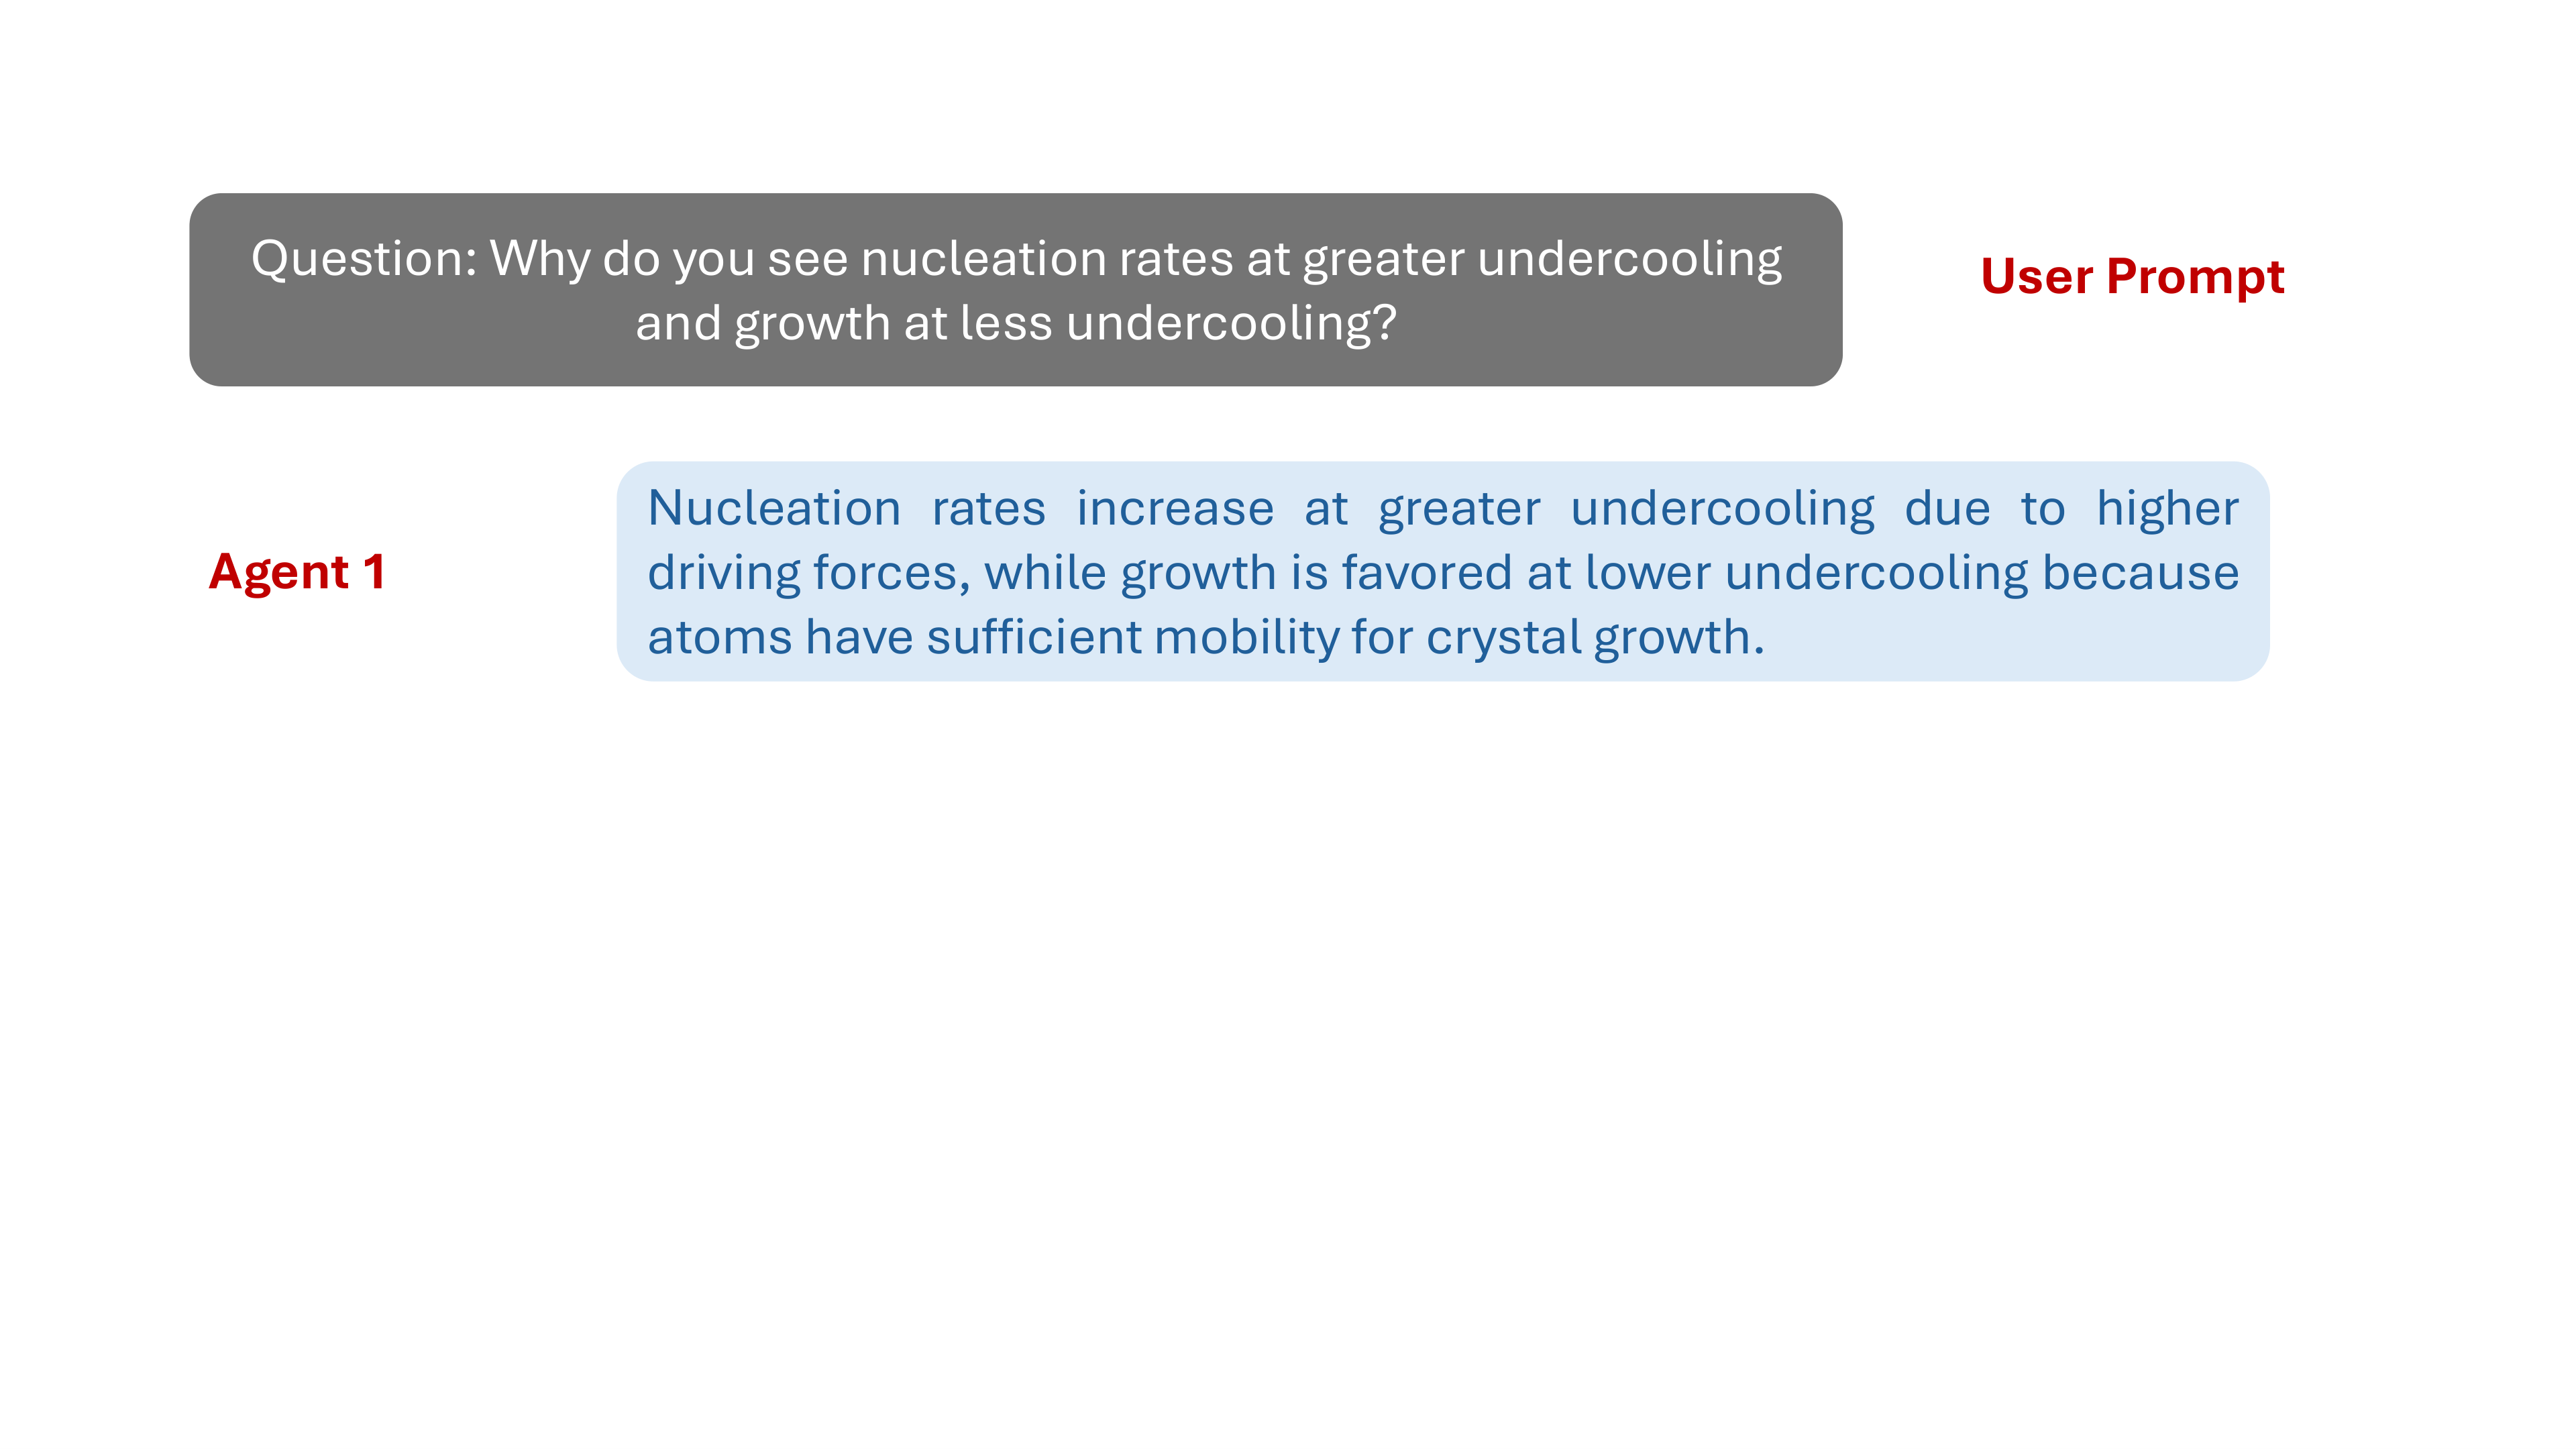 Question: Why do you see nucleation rates at greater undercooling
and growth at less undercooling?
User Prompt
Agent 1
Nucleation rates increase at greater undercooling due to higher
driving forces, while growth is favored at lower undercooling because
atoms have sufficient mobility for crystal growth.